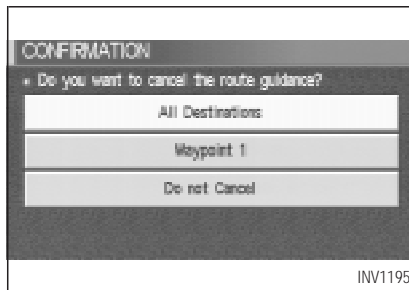 CONFIRMATION
Do you want to cancel the route guidance?
All Destinations
Waypoint 1
Do not Cancel
INV1195